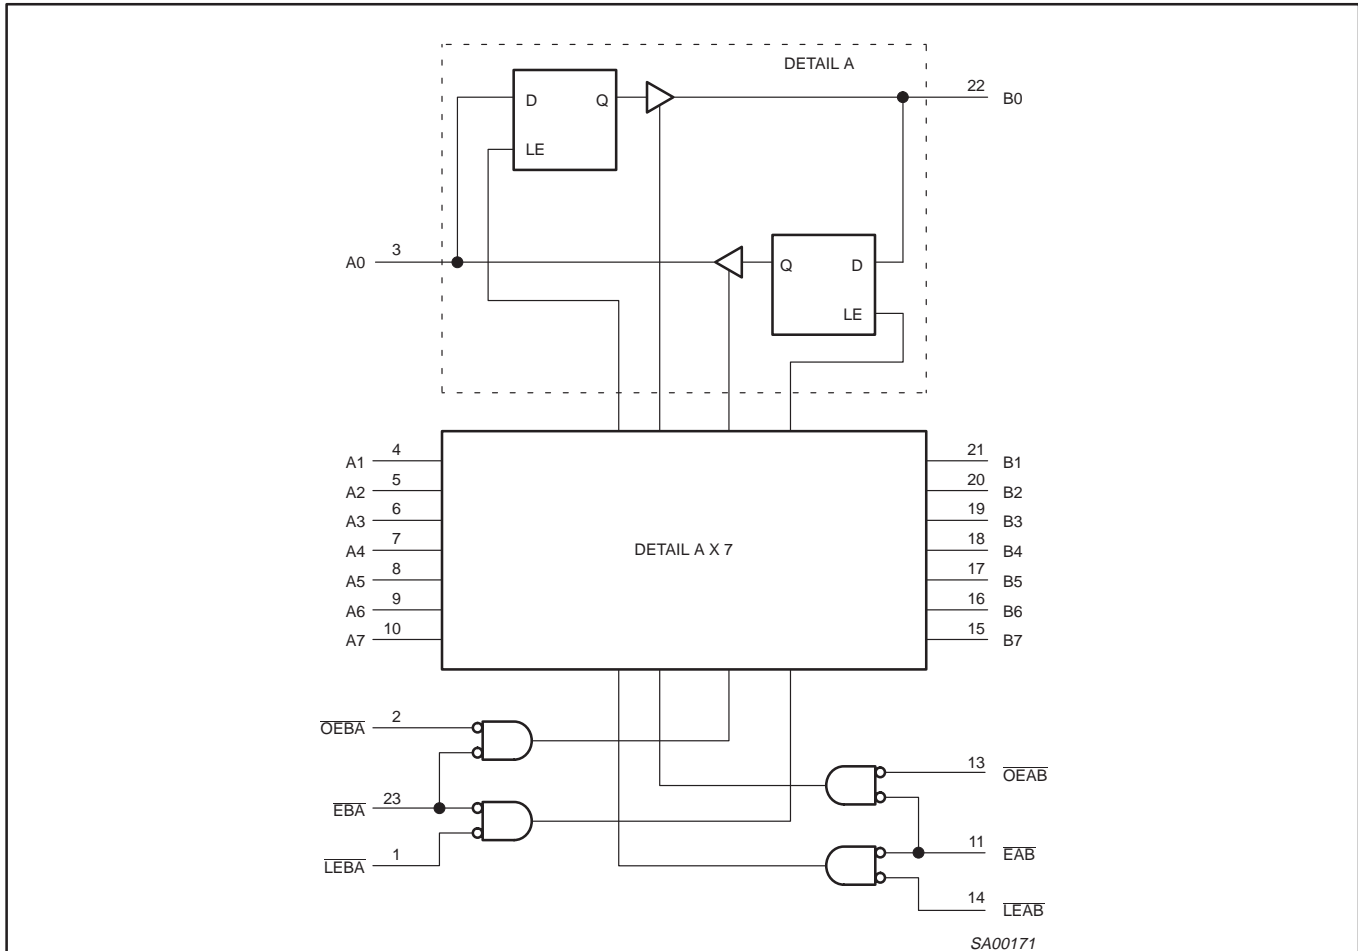 DETAIL A
D Q
LE
22 B0
A0 3
Q D
LE
A1 4
A2 5
A3 6
A4 7
A5 8
A6 9
A7 10
DETAIL A X 7
21 B1
20 B2
19 B3
18 B4
17 B5
16 B6
15 B7
OEBA 2
EBA 23
LEBA 1
13 OEAB
11 EAB
14 LEAB
SA00171